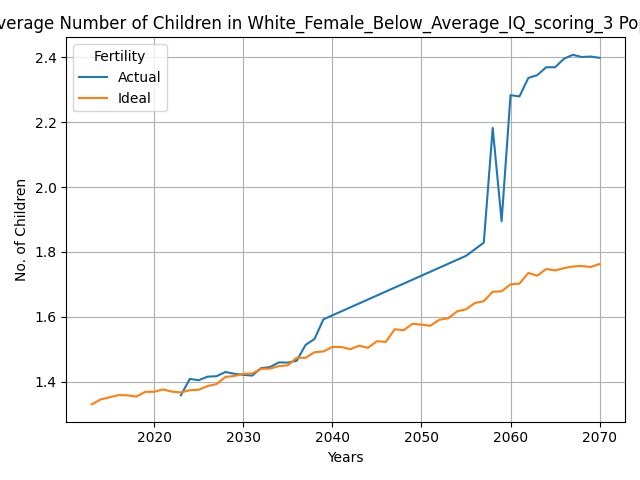 verage Number of Children in White_Female_Below_Average_IQ_scoring_3 Po
Fertility
Actual
Ideal
2.4
2.2
2.0
1.8
1.6
1.4
No. of Children
2020 2030 2040 2050 2060 2070
Years